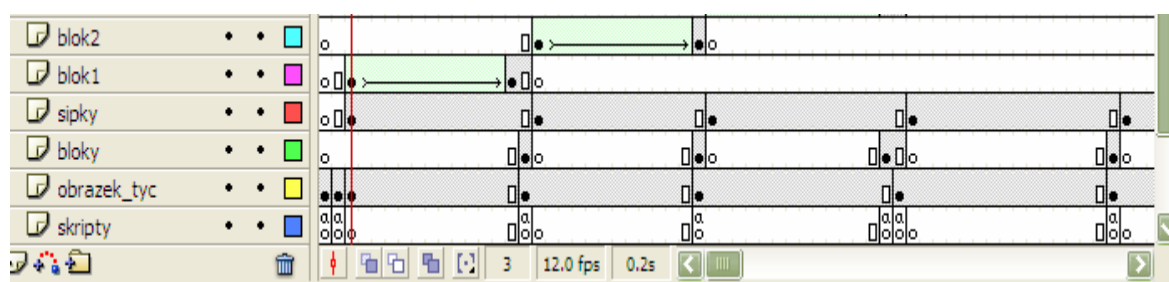 blok2
blok1
sipky
bloky
obrazek_tyc
skripty
a a a a a a a
3 12.0 fps 0.2s